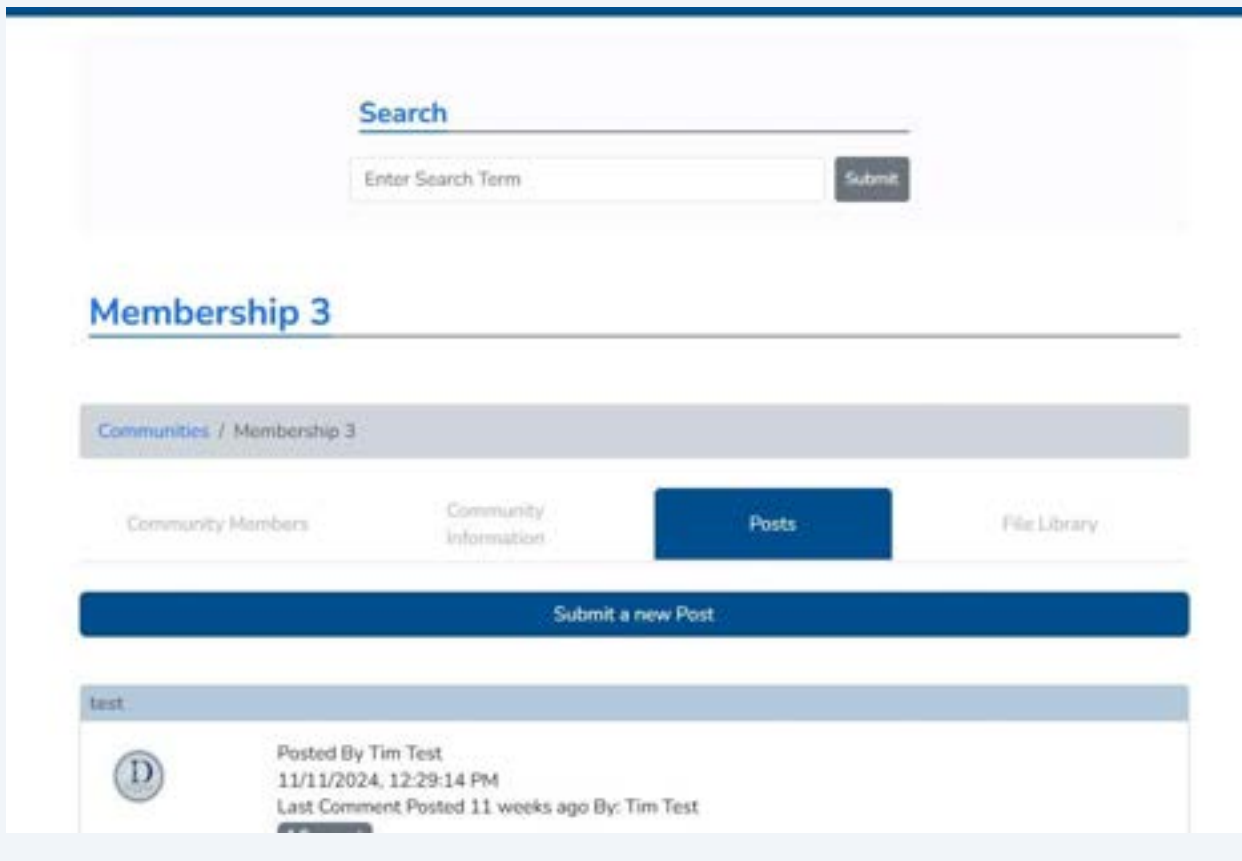 Search
Enter Search Term
Submit
Membership 3
Communities / Membership 3
Community Members
Community
Information
Posts
File Library
Submit a new Post
test
D
Posted By Tim Test
11/11/2024, 12:29:14 PM
Last Comment Posted 11 weeks ago By: Tim Test